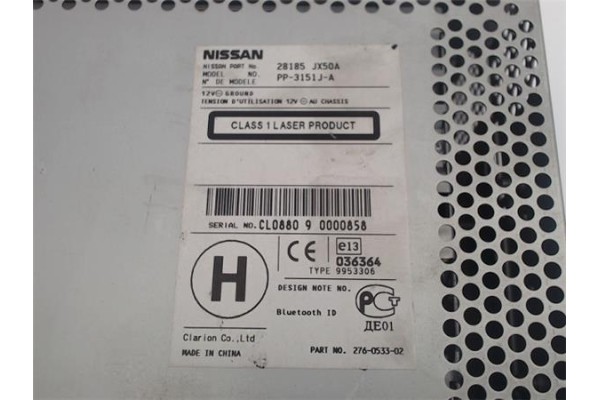 NISSAN
NISSAN PART No. 28185 JX50A
MODEL NO. PP-3151J-A
N° DE MODELE
12V ⊖ GROUND
TENSION D'UTILISATION 12V ⊖ AU CHASSIS
CLASS 1 LASER PRODUCT
SERIAL NO. CL0880 9 0000858
CE e13
036364
TYPE 9953306
H
DESIGN NOTE NO.
Bluetooth ID
PCT
ДЕ01
Clarion Co.,Ltd
MADE IN CHINA
PART NO. 276-0533-02